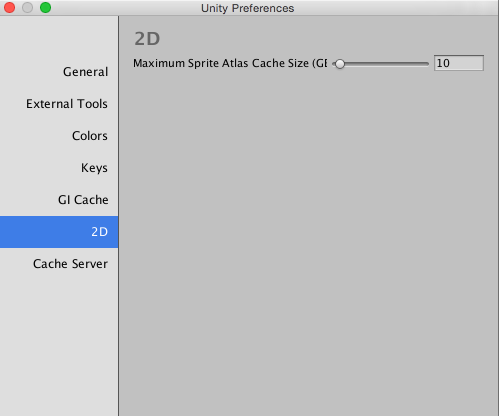 Unity Preferences
General
External Tools
Colors
Keys
GI Cache
2D
Cache Server
2D
Maximum Sprite Atlas Cache Size (GI 10